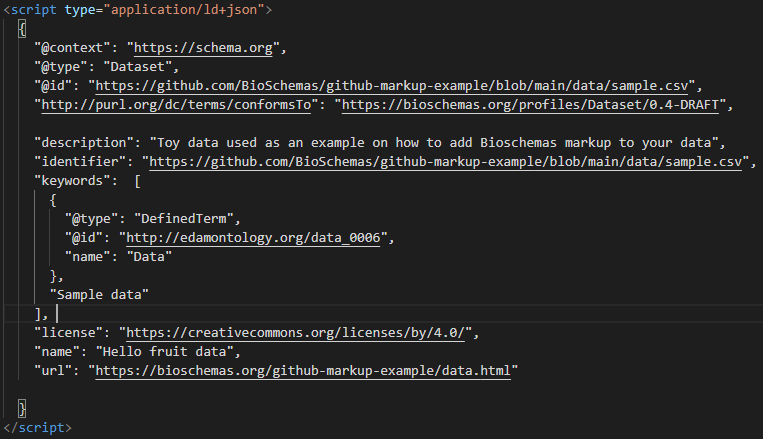 <script type="application/ld+json">
{
"@context": "https://schema.org",
"@type": "Dataset",
"@id": "https://github.com/BioSchemas/github-markup-example/blob/main/data/sample.csv",
"http://purl.org/dc/terms/conformsTo": "https://bioschemas.org/profiles/Dataset/0.4-DRAFT",
"description": "Toy data used as an example on how to add Bioschemas markup to your data",
"identifier": "https://github.com/BioSchemas/github-markup-example/blob/main/data/sample.csv",
"keywords":  [
{
"@type": "DefinedTerm",
"@id": "http://edamontology.org/data_0006",
"name": "Data"
},
"Sample data"
],
"license": "https://creativecommons.org/licenses/by/4.0/",
"name": "Hello fruit data",
"url": "https://bioschemas.org/github-markup-example/data.html"
}
</script>